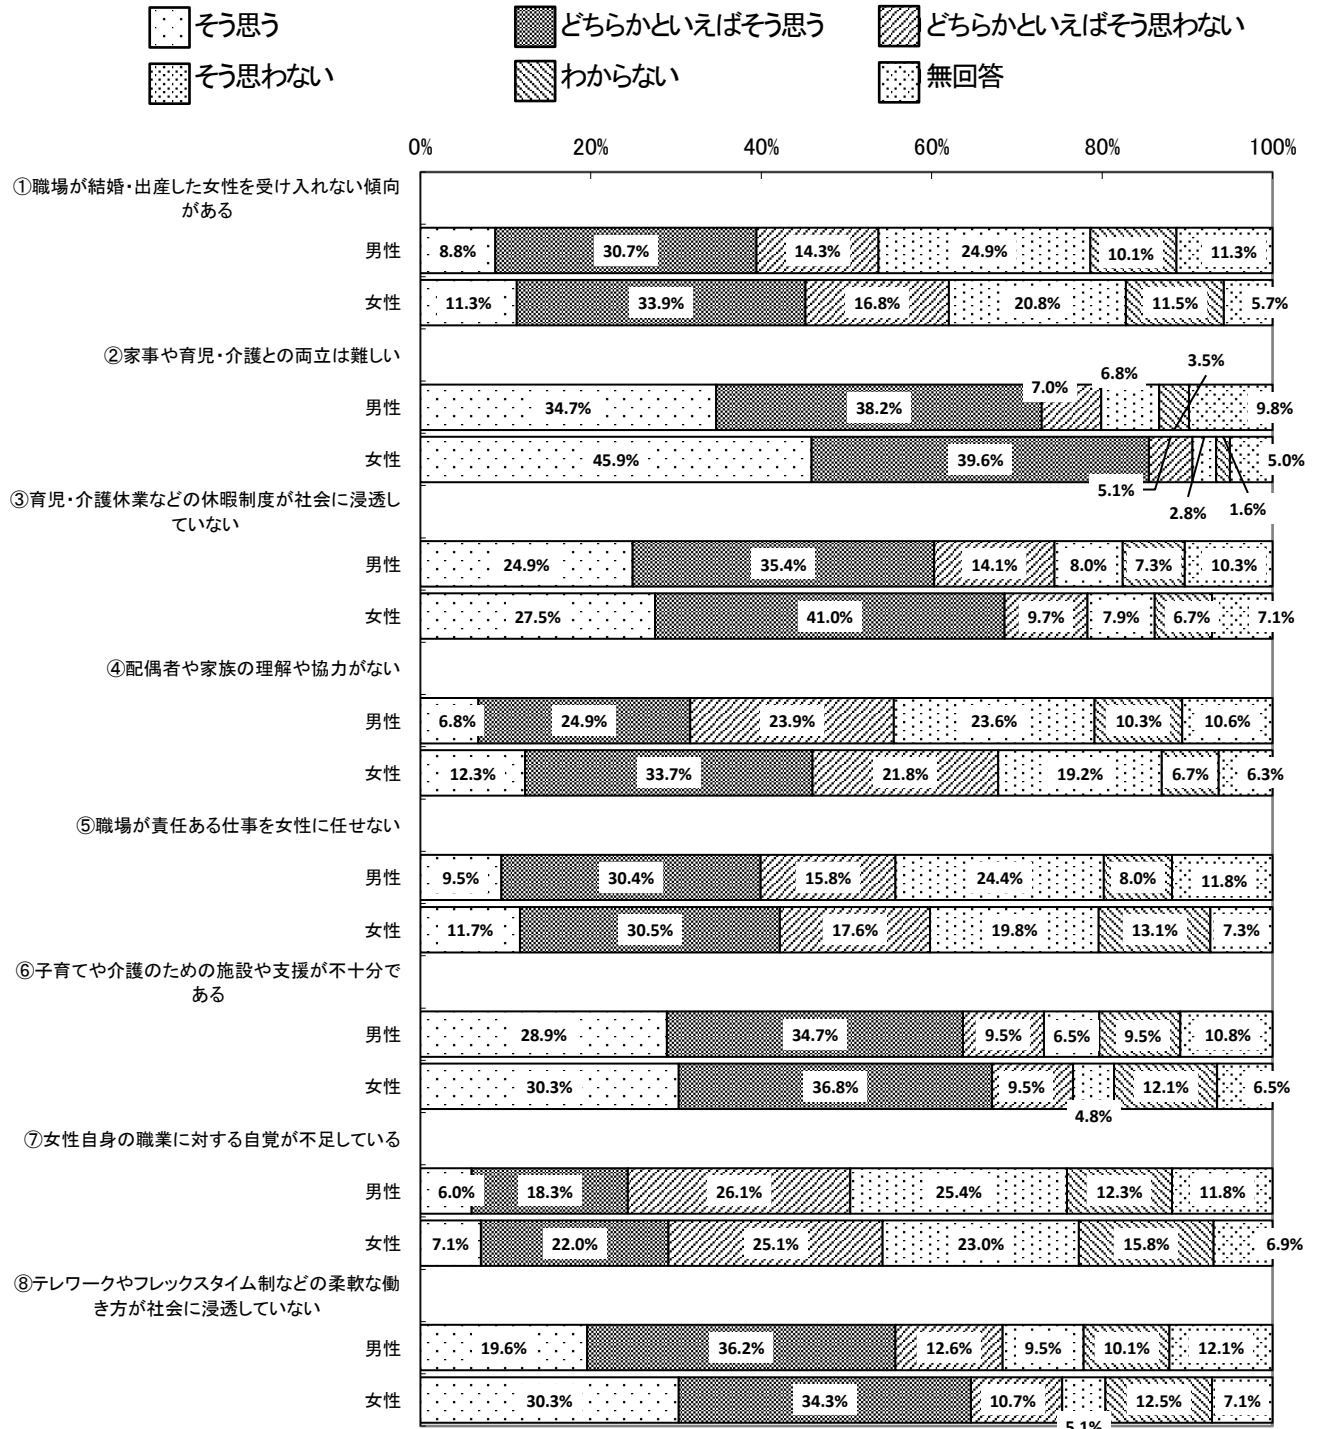 そう思う どちらかといえばそう思う どちらかといえばそう思わない
そう思わない わからない 無回答
0% 20% 40% 60% 80% 100%
①職場が結婚・出産した女性を受け入れない傾向
がある
男性 8.8% 30.7% 14.3% 24.9% 10.1% 11.3%
女性 11.3% 33.9% 16.8% 20.8% 11.5% 5.7%
②家事や育児・介護との両立は難しい
男性 34.7% 38.2% 7.0% 6.8% 3.5% 9.8%
女性 45.9% 39.6% 5.1% 2.8% 1.6% 5.0%
③育児・介護休業などの休暇制度が社会に浸透し
ていない
男性 24.9% 35.4% 14.1% 8.0% 7.3% 10.3%
女性 27.5% 41.0% 9.7% 7.9% 6.7% 7.1%
④配偶者や家族の理解や協力がない
男性 6.8% 24.9% 23.9% 23.6% 10.3% 10.6%
女性 12.3% 33.7% 21.8% 19.2% 6.7% 6.3%
⑤職場が責任ある仕事を女性に任せない
男性 9.5% 30.4% 15.8% 24.4% 8.0% 11.8%
女性 11.7% 30.5% 17.6% 19.8% 13.1% 7.3%
⑥子育てや介護のための施設や支援が不十分で
ある
男性 28.9% 34.7% 9.5% 6.5% 9.5% 10.8%
女性 30.3% 36.8% 9.5% 4.8% 12.1% 6.5%
⑦女性自身の職業に対する自覚が不足している
男性 6.0% 18.3% 26.1% 25.4% 12.3% 11.8%
女性 7.1% 22.0% 25.1% 23.0% 15.8% 6.9%
⑧テレワークやフレックスタイム制などの柔軟な働
き方が社会に浸透していない
男性 19.6% 36.2% 12.6% 9.5% 10.1% 12.1%
女性 30.3% 34.3% 10.7% 5.1% 12.5% 7.1%